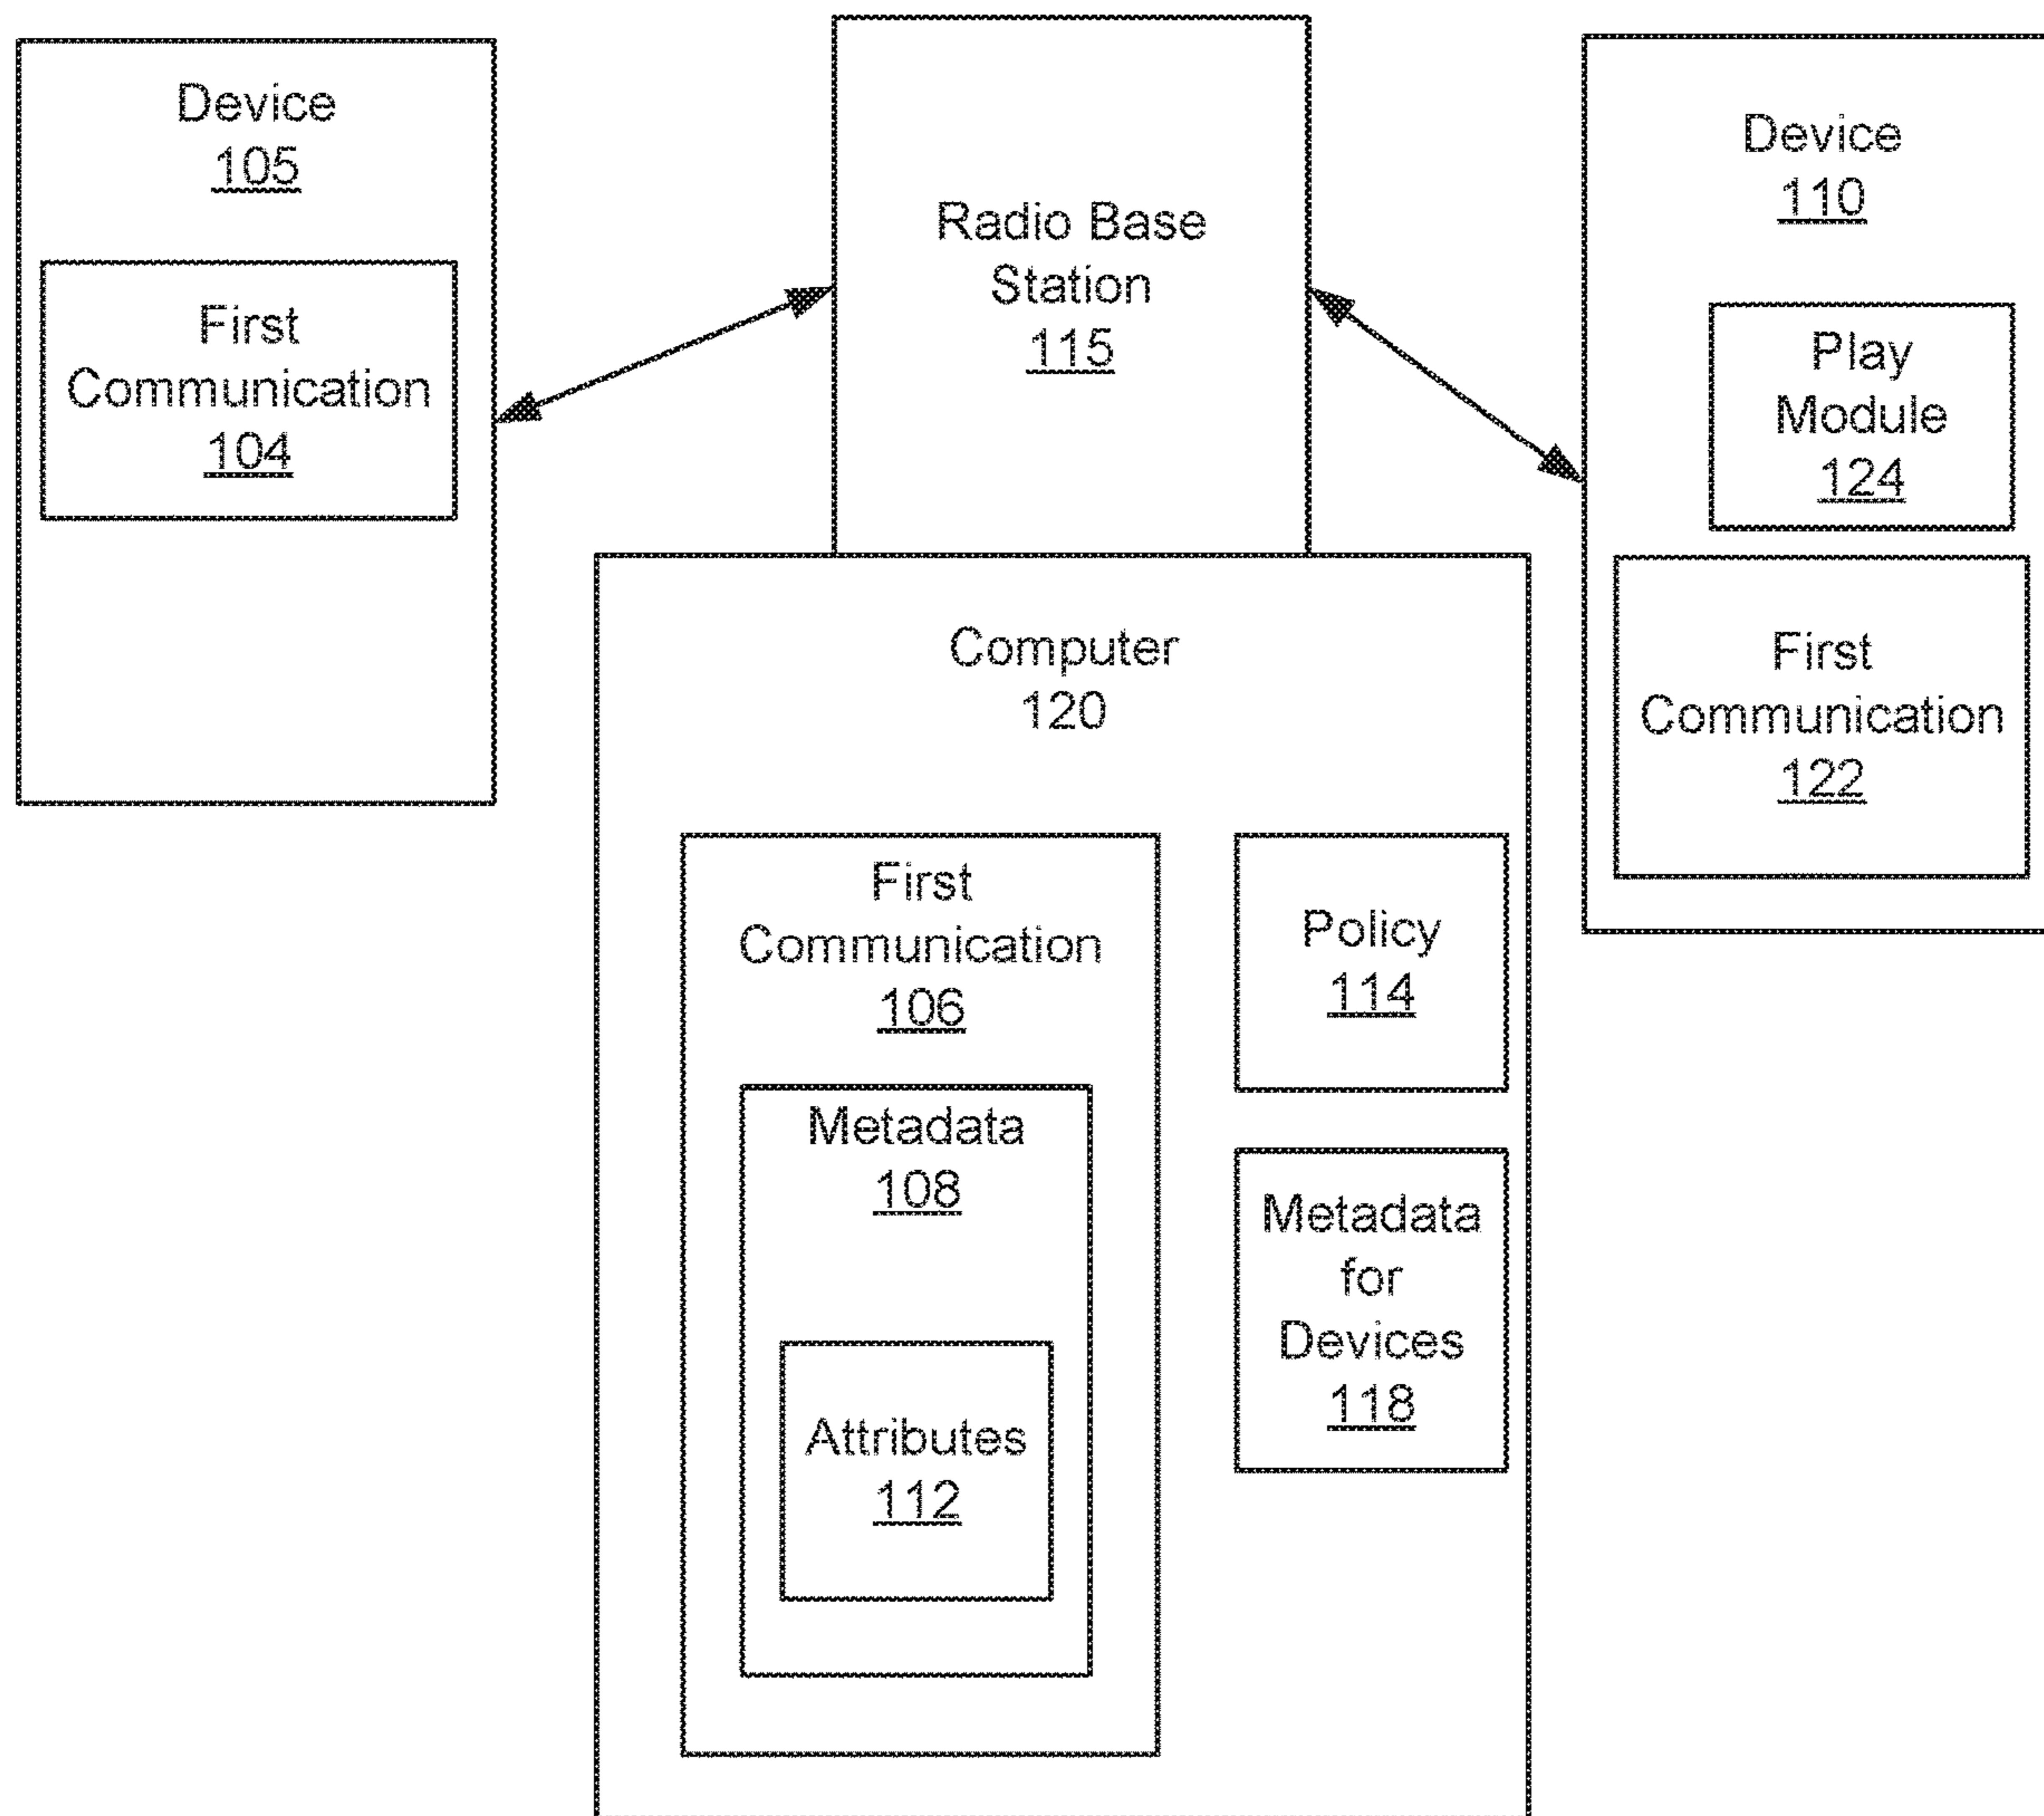 Device
105
First
Communication
104
Radio Base
Station
115
Device
110
Play
Module
124
First
Communication
122
Computer
120
First
Communication
106
Metadata
108
Attributes
112
Policy
114
Metadata
for
Devices
118